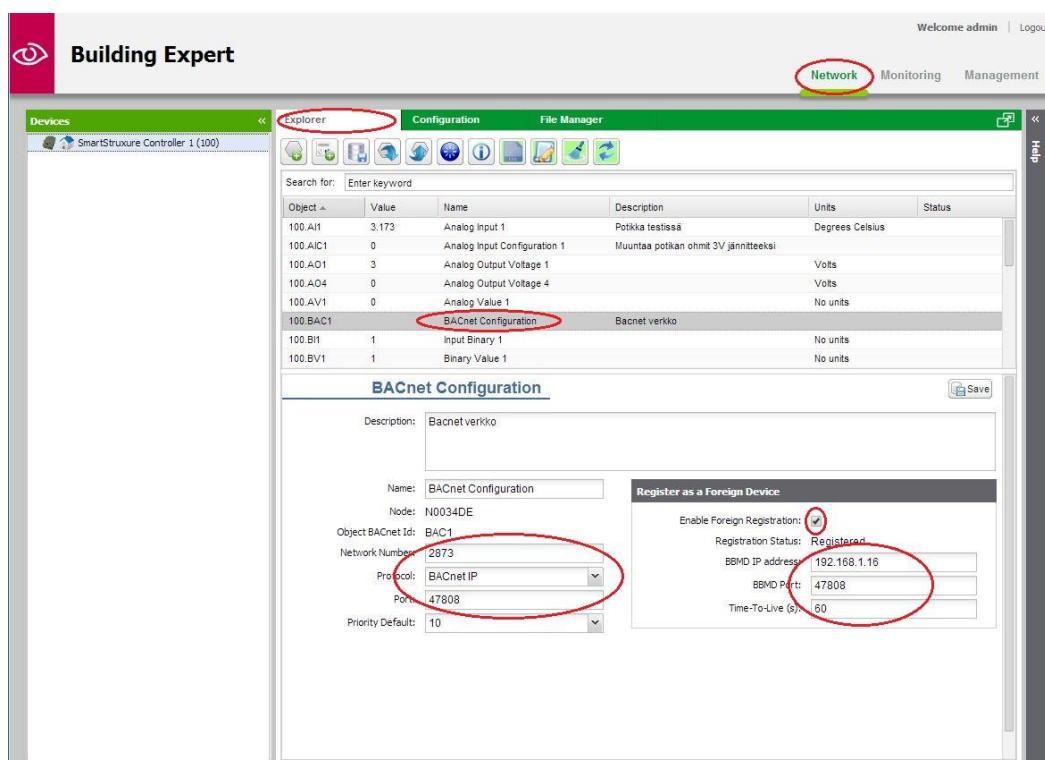 Welcome admin | Logou
Building Expert
Network Monitoring Management
Devices «
Explorer Configuration File Manager «
SmartStruxure Controller 1 (100)
Help
Search for: Enter keyword
Object Value Name Description Units Status
100.AI1 3.173 Analog Input 1 Potikka testissä Degrees Celsius
100.AIC1 0 Analog Input Configuration 1 Muuntaa potikan ohmit 3V jännitteeksi
100.AO1 3 Analog Output Voltage 1 Volts
100.AO4 0 Analog Output Voltage 4 Volts
100.AV1 0 Analog Value 1 No units
100.BAC1 BACnet Configuration Bacnet verkko
100.BI1 1 Input Binary 1 No units
100.BV1 1 Binary Value 1 No units
BACnet Configuration Save
Description: Bacnet verkko
Name: BACnet Configuration
Node: N0034DE
Object BACnet Id: BAC1
Network Number: 2873
Protocol: BACnet IP
Port: 47808
Priority Default: 10
Register as a Foreign Device
Enable Foreign Registration:
Registration Status: Registered
BBMD IP address: 192.168.1.16
BBMD Port: 47808
Time-To-Live (s): 60